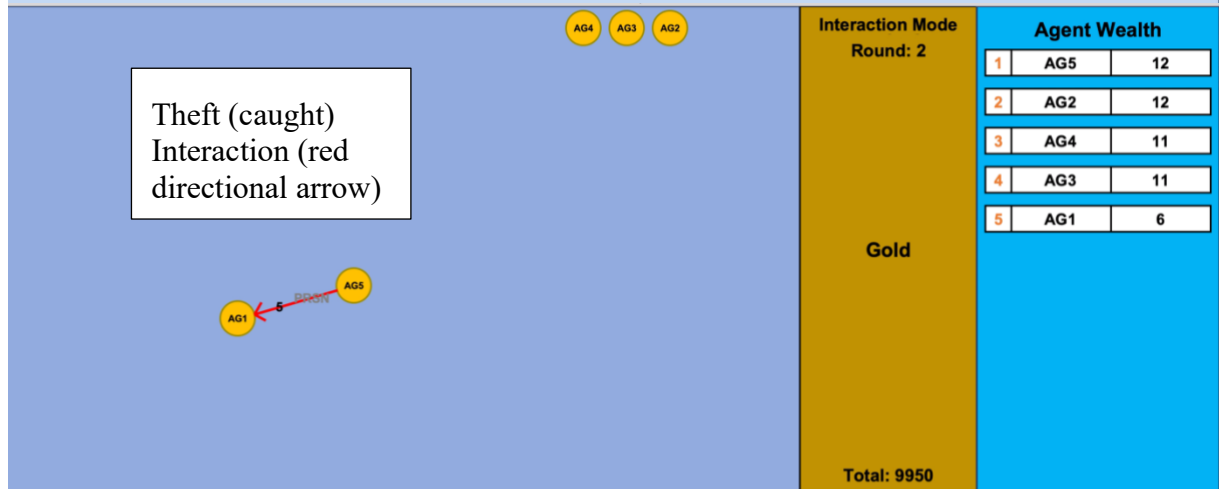 AG4 AG3 AG2
Theft (caught)
Interaction (red
directional arrow)
AG5
PRSN
5
AG1
Interaction Mode
Round: 2
Gold
Total: 9950
Agent Wealth
1 AG5 12
2 AG2 12
3 AG4 11
4 AG3 11
5 AG1 6